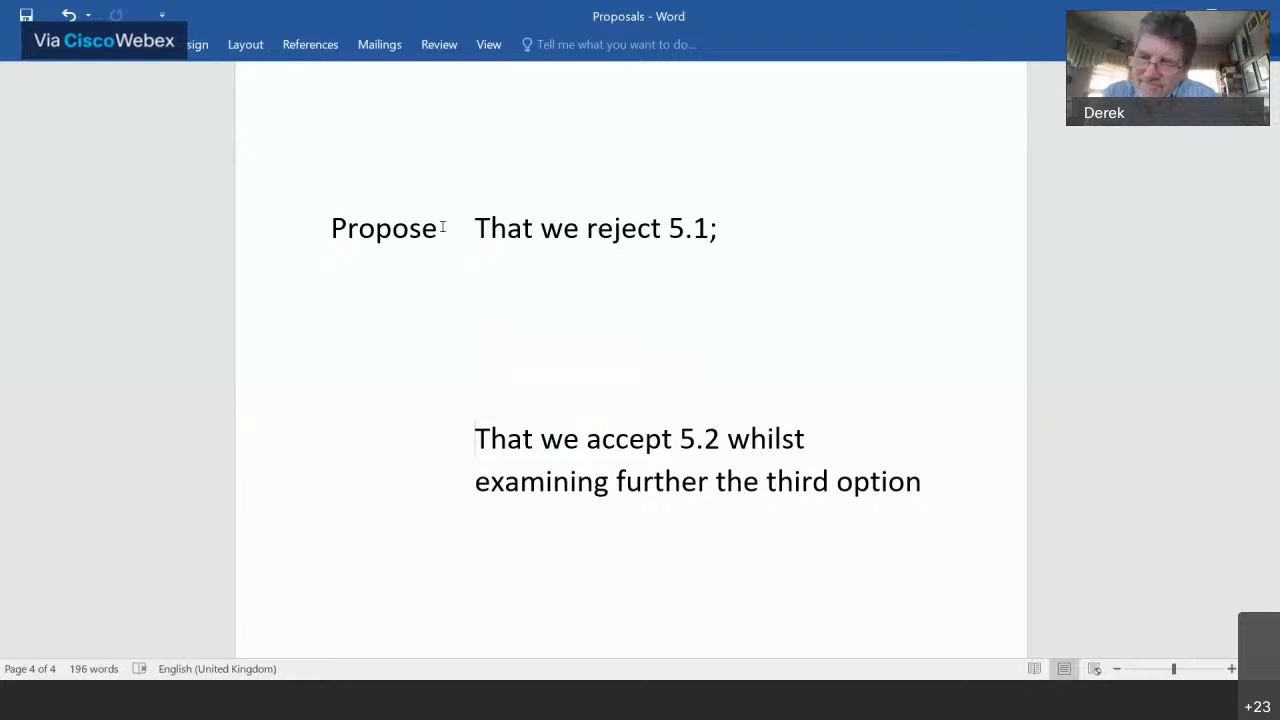 Proposals - Word
Via CiscoWebex
sign Layout References Mailings Review View Tell me what you want to do...
Derek
Propose That we reject 5.1;
That we accept 5.2 whilst
examining further the third option
Page 4 of 4 196 words English (United Kingdom)
+23